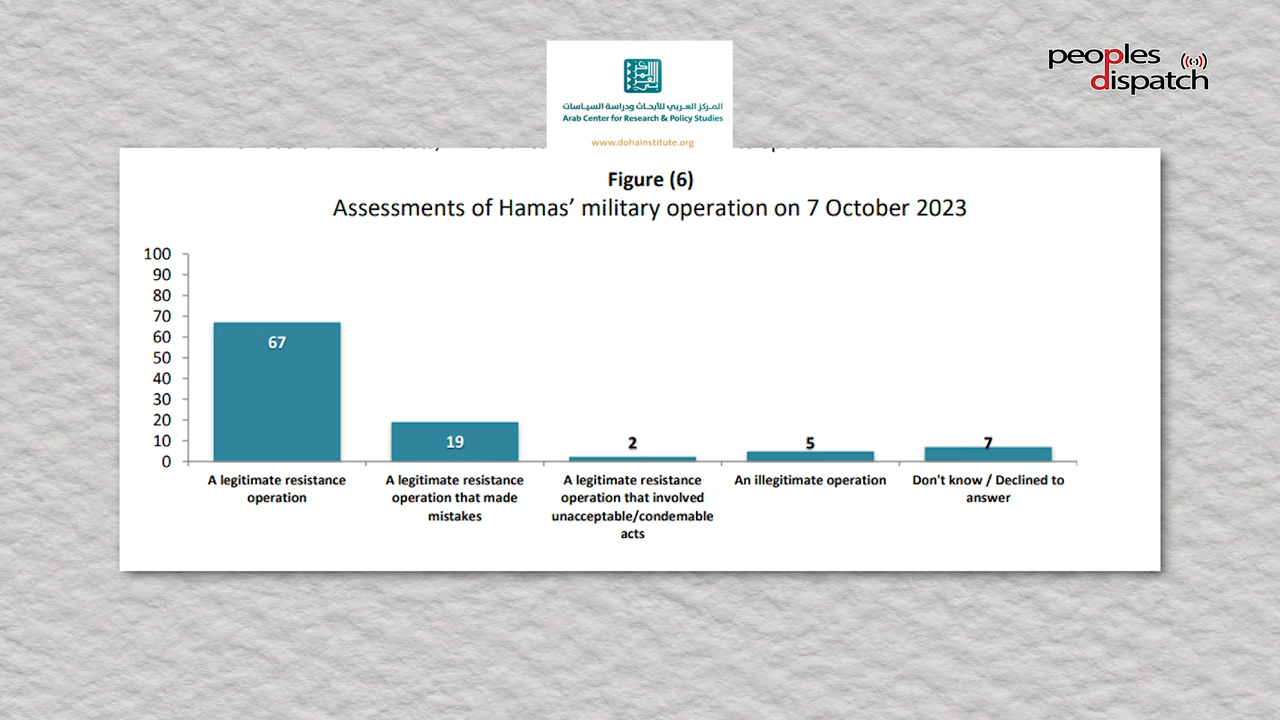 peoples
dispatch
المركز العربي للأبحاث ودراسة السياسات
Arab Center for Research & Policy Studies
www.dohainstitute.org
Figure (6)
Assessments of Hamas’ military operation on 7 October 2023
100
90
80
70
60
50
40
30
20
10
0
67
19
2
5
7
A legitimate resistance
operation
A legitimate resistance
operation that made
mistakes
A legitimate resistance
operation that involved
unacceptable/condemable
acts
An illegitimate operation
Don't know / Declined to
answer